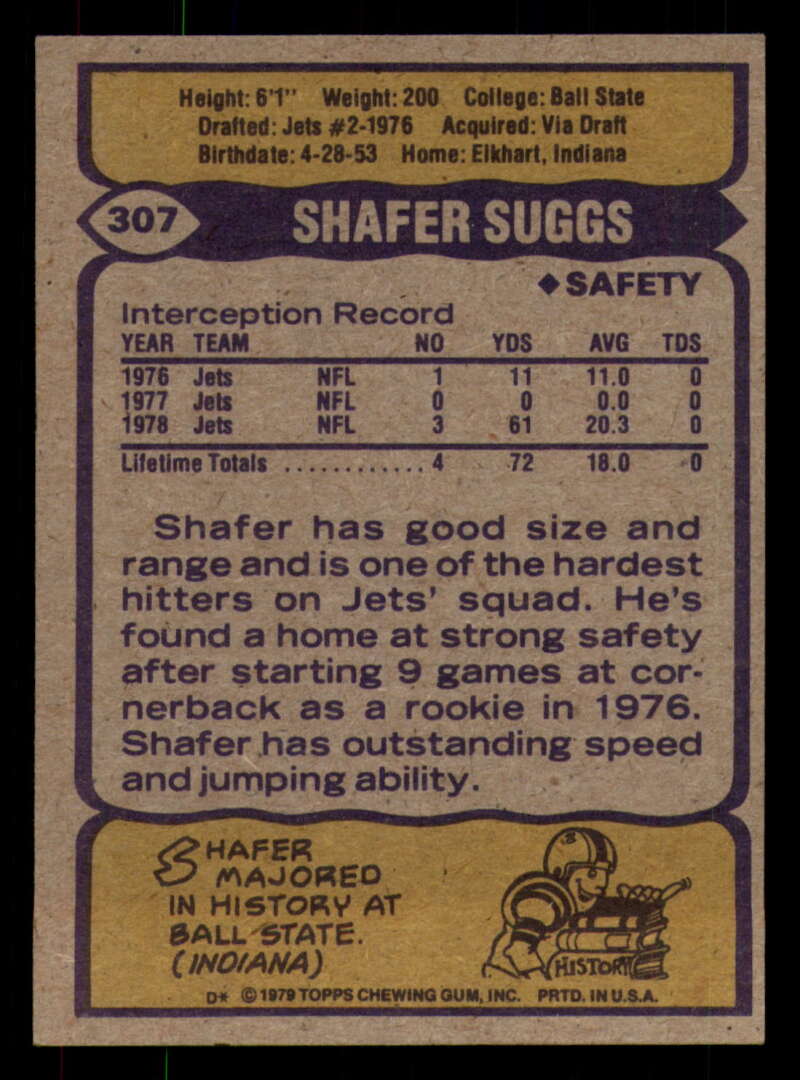 Height: 6'1" Weight: 200 College: Ball State
Drafted: Jets #2-1976 Acquired: Via Draft
Birthdate: 4-28-53 Home: Elkhart, Indiana
307 SHAFER SUGGS
◆ SAFETY
Interception Record
YEAR TEAM NO YDS AVG TDS
1976 Jets NFL 1 11 11.0 0
1977 Jets NFL 0 0 0.0 0
1978 Jets NFL 3 61 20.3 0
Lifetime Totals ............ 4 72 18.0 0
Shafer has good size and
range and is one of the hardest
hitters on Jets' squad. He's
found a home at strong safety
after starting 9 games at cor-
nerback as a rookie in 1976.
Shafer has outstanding speed
and jumping ability.
SHAFER
MAJORED
IN HISTORY AT
BALL STATE.
(INDIANA)
HISTORY
D* © 1979 TOPPS CHEWING GUM, INC. PRTD. IN U.S.A.